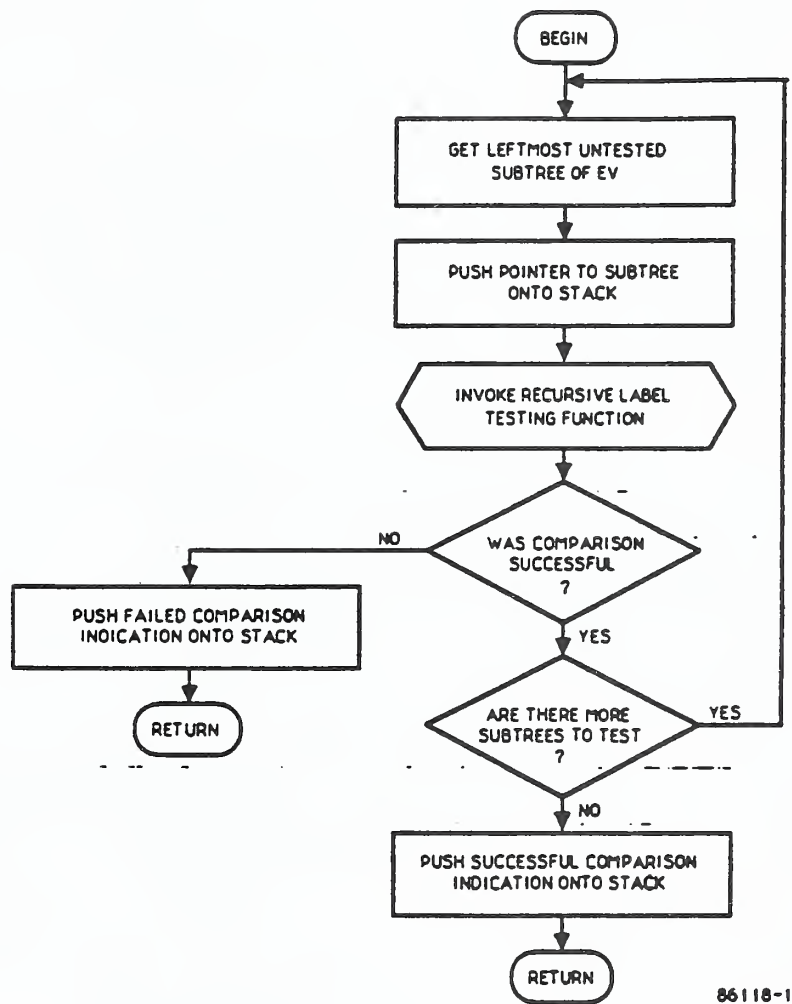 BEGIN
GET LEFTMOST UNTESTED
SUBTREE OF EV
PUSH POINTER TO SUBTREE
ONTO STACK
INVOKE RECURSIVE LABEL
TESTING FUNCTION
WAS COMPARISON
SUCCESSFUL
?
NO
PUSH FAILED COMPARISON
INDICATION ONTO STACK
RETURN
YES
ARE THERE MORE
SUBTREES TO TEST
?
YES
NO
PUSH SUCCESSFUL COMPARISON
INDICATION ONTO STACK
RETURN
86118-1